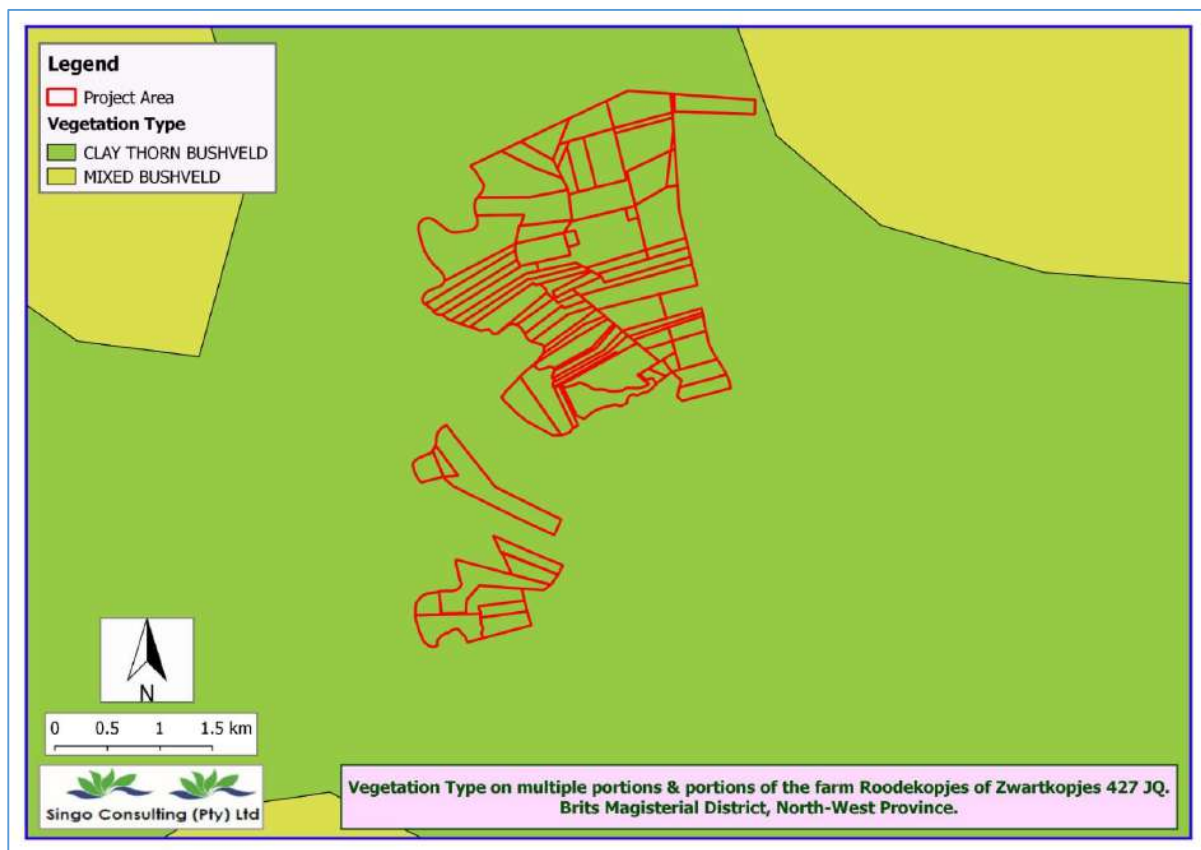 Legend
Project Area
Vegetation Type
CLAY THORN BUSHVELD
MIXED BUSHVELD
N
0 0.5 1 1.5 km
Singo Consulting (Pty) Ltd
Vegetation Type on multiple portions & portions of the farm Roodekopjes of Zwartkopjes 427 JQ.
Brits Magisterial District, North-West Province.